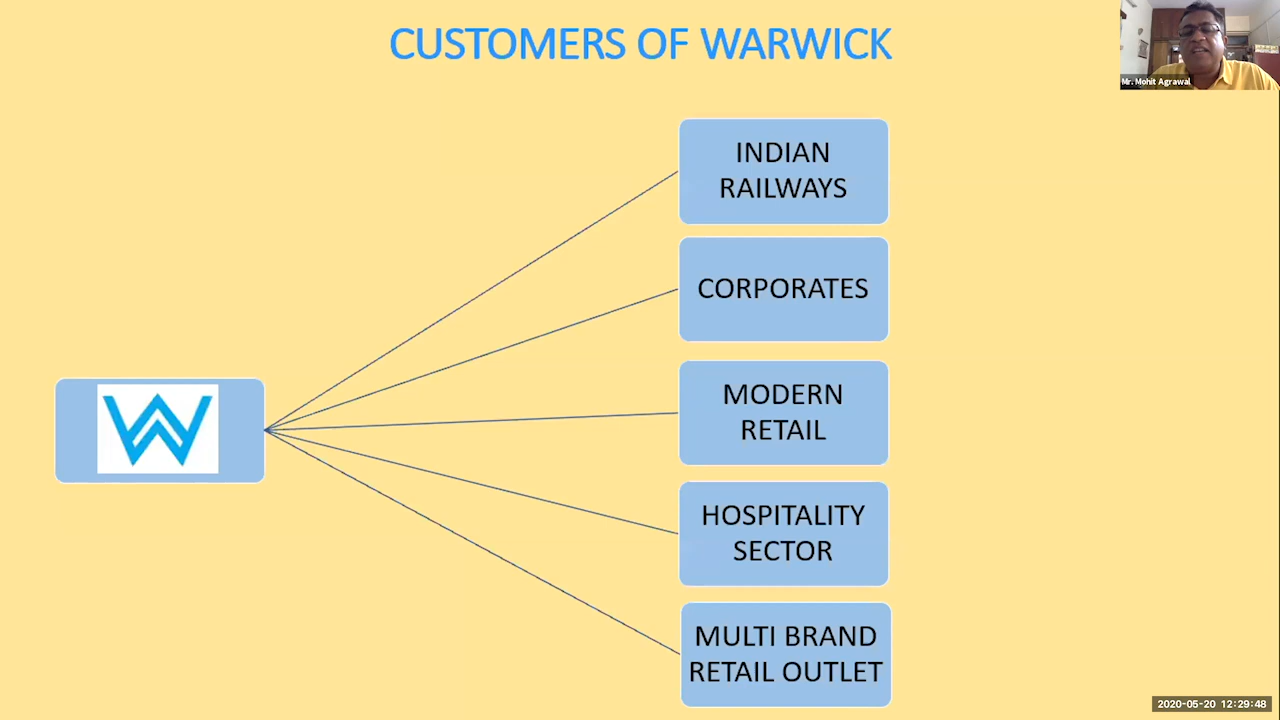 CUSTOMERS OF WARWICK
Mr. Mohit Agrawal
INDIAN
RAILWAYS
CORPORATES
MODERN
RETAIL
HOSPITALITY
SECTOR
MULTI BRAND
RETAIL OUTLET
2020-05-20 12:29:48